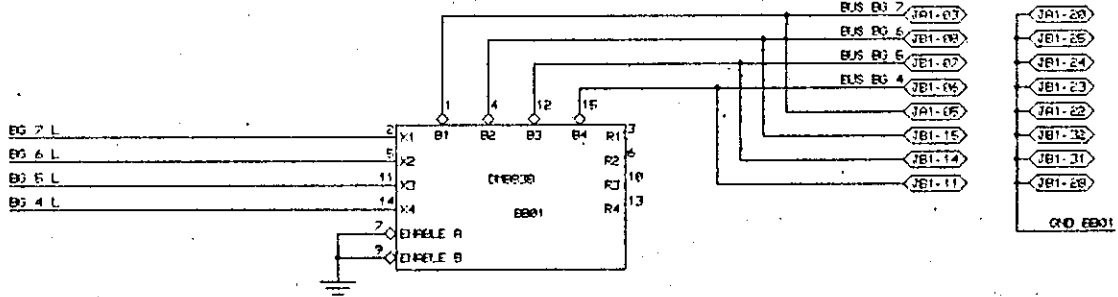 BUS BG 7 JA1-03 JA1-20
BUS BG 6 JB1-08 JB1-25
BUS BG 5 JB1-07 JB1-24
BUS BG 4 JB1-06 JB1-23
JA1-05 JA1-22
JB1-15 JB1-32
JB1-14 JB1-31
JB1-11 JB1-28
GND BB01
1 4 12 15
B1 B2 B3 B4
BG 7 L 2 X1 R1 3
BG 6 L 5 X2 R2 6
BG 5 L 11 X3 R3 10
BG 4 L 14 X4 R4 13
DM8838
BB01
7 ENABLE A
ENABLE B